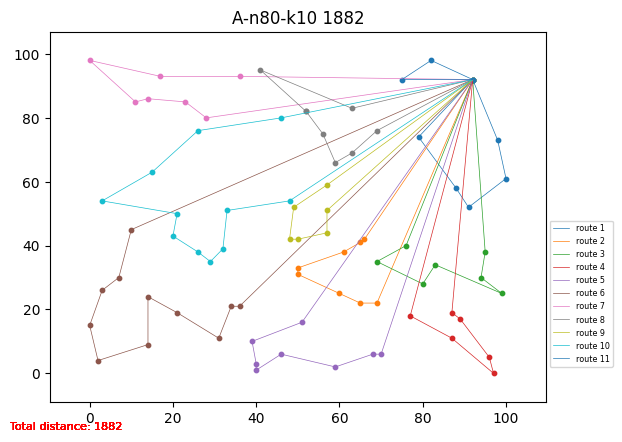 A-n80-k10 1882
100
80
60
40
20
0
0 20 40 60 80 100
route 1
route 2
route 3
route 4
route 5
route 6
route 7
route 8
route 9
route 10
route 11
Total distance: 1882